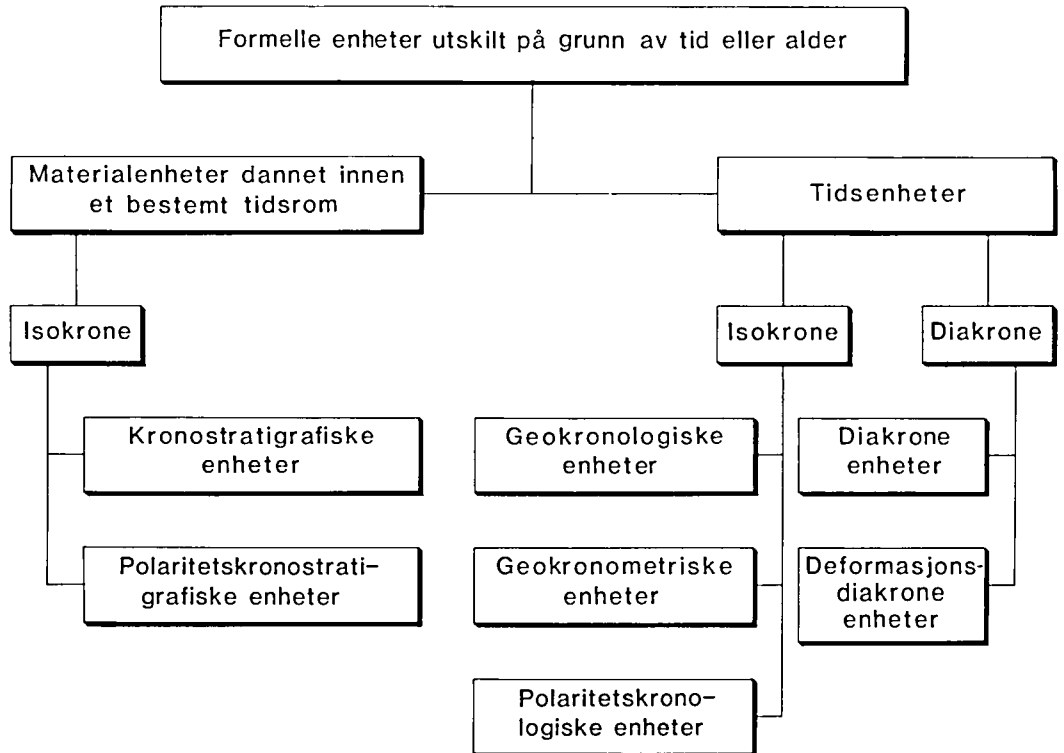 Formelle enheter utskilt på grunn av tid eller alder
Materialenheter dannet innen
et bestemt tidsrom
Tidsenheter
Isokrone
Isokrone
Diakrone
Kronostratigrafiske
enheter
Geokronologiske
enheter
Diakrone
enheter
Polaritetskronostrati-
grafiske enheter
Geokronometriske
enheter
Deformasjons-
diakrone
enheter
Polaritetskrono-
logiske enheter